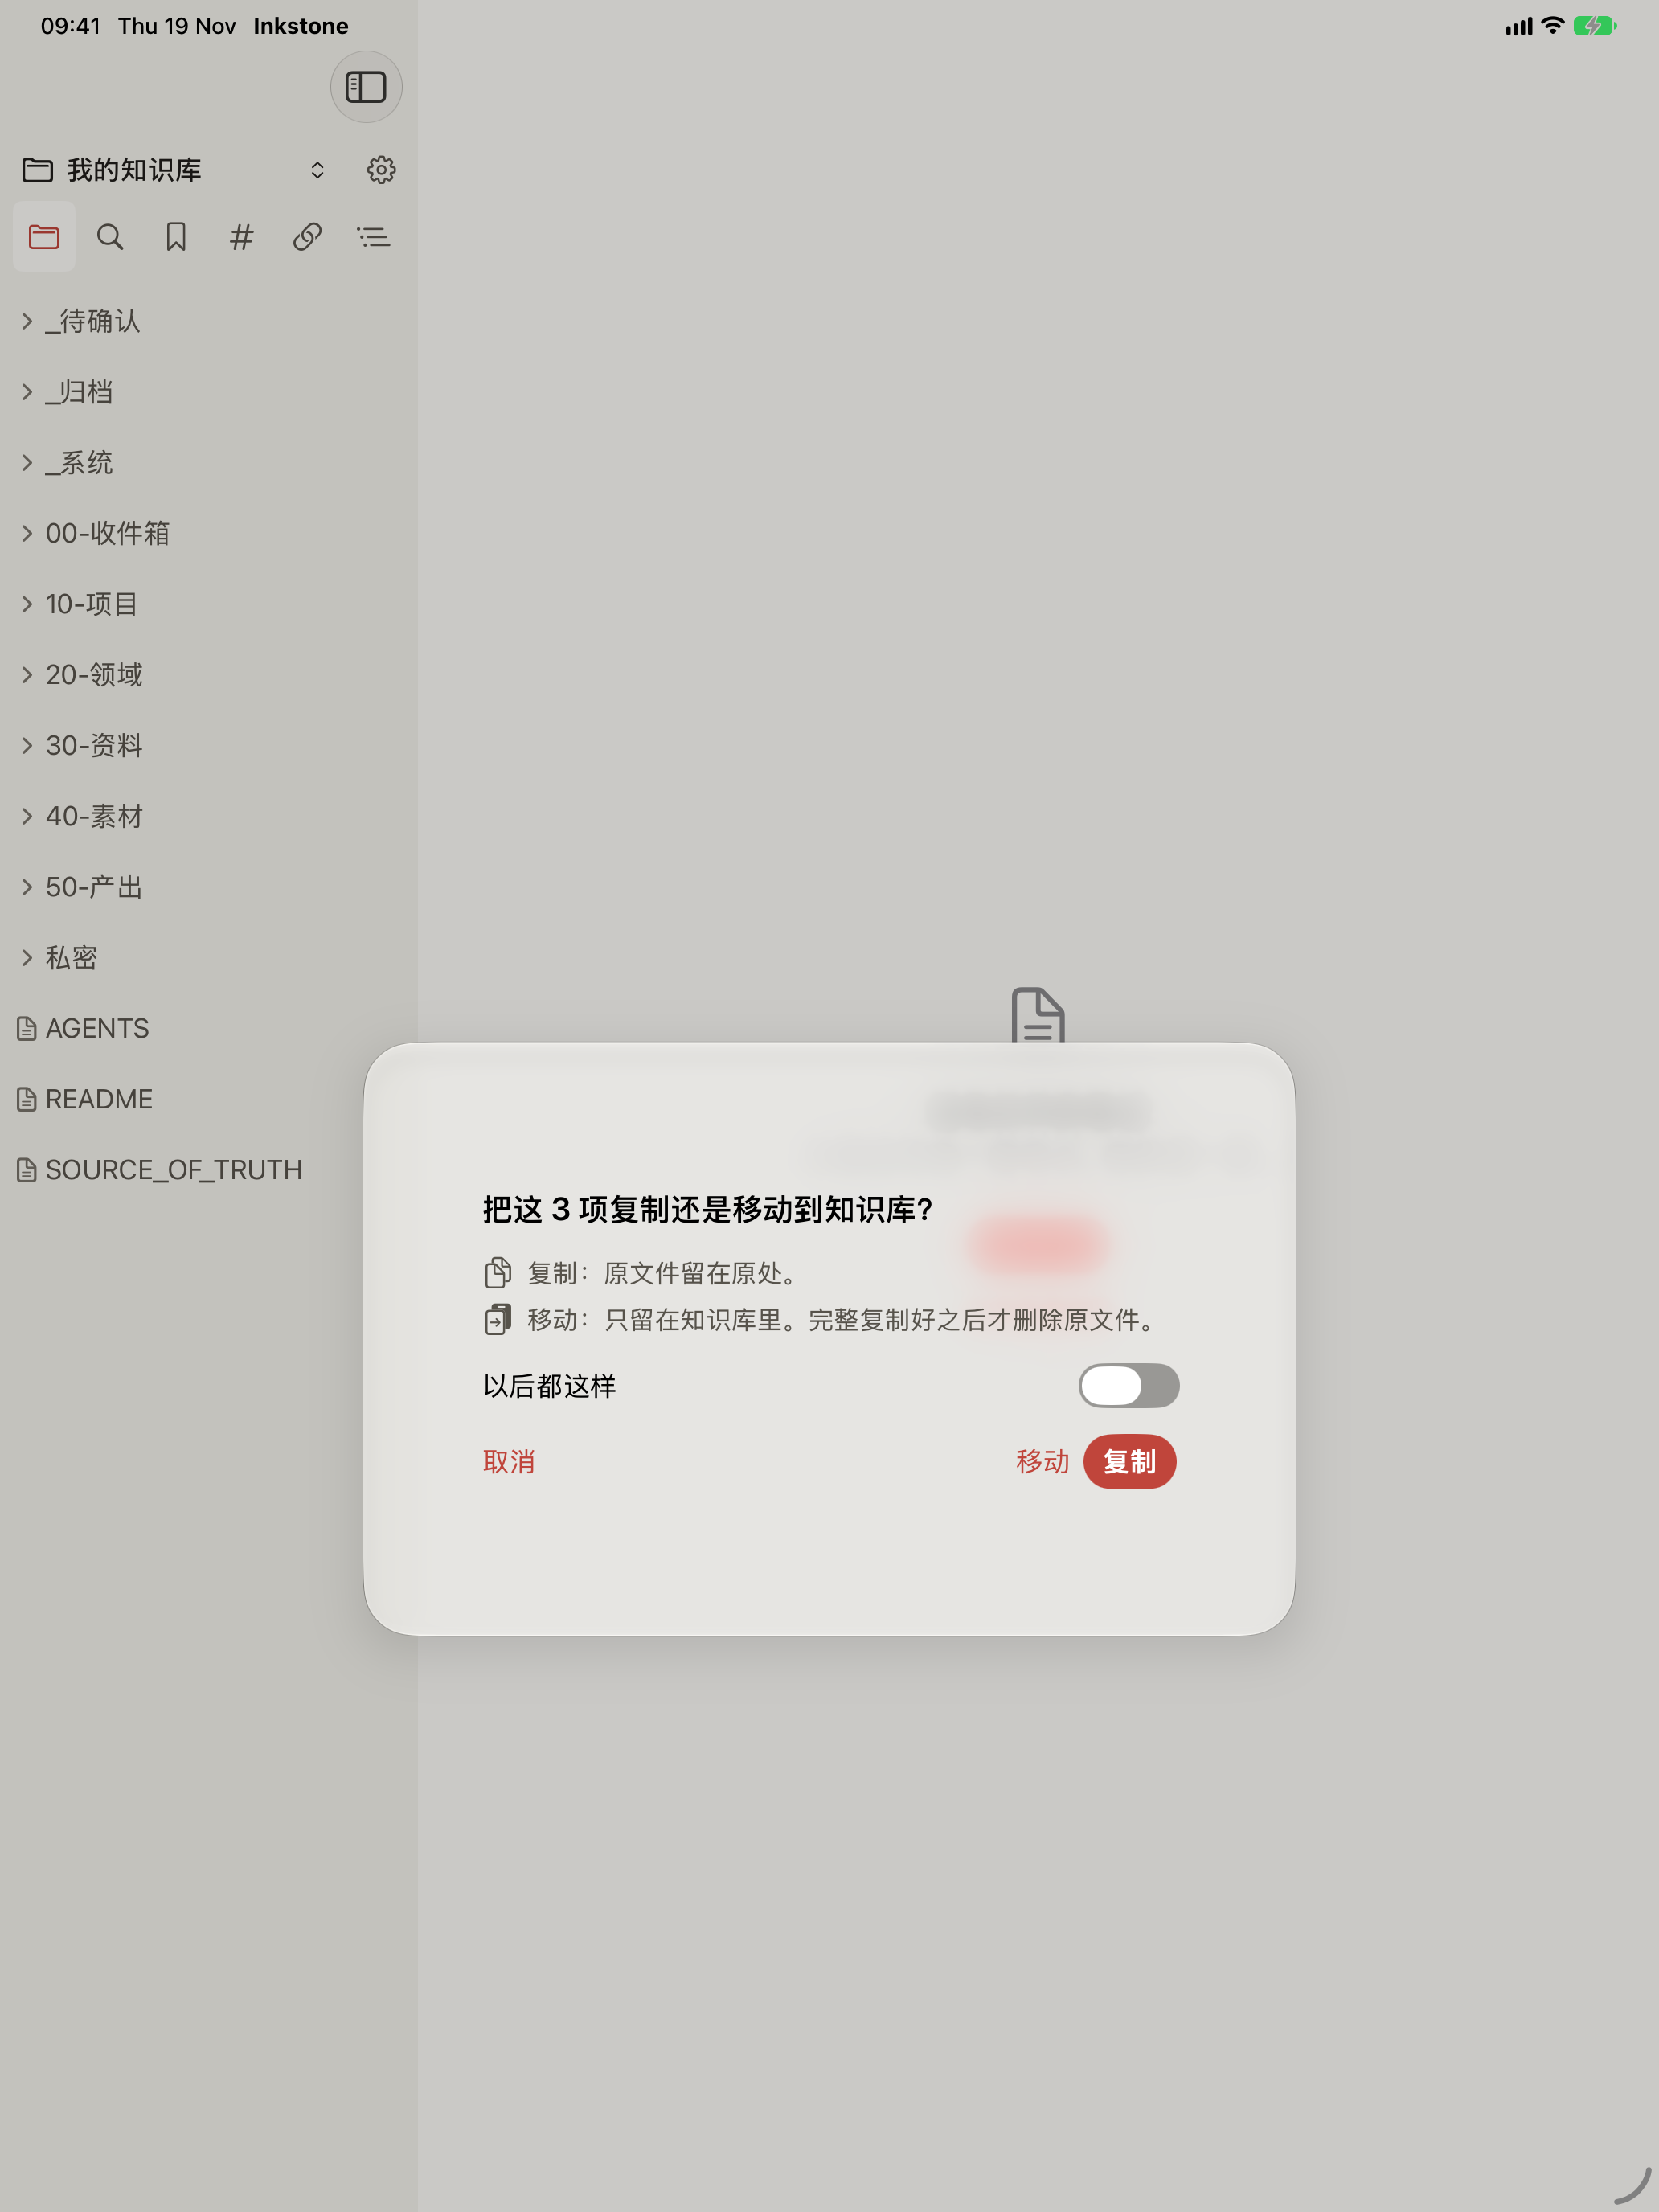 09:41 Thu 19 Nov Inkstone
我的知识库
_待确认
_归档
_系统
00-收件箱
10-项目
20-领域
30-资料
40-素材
50-产出
私密
AGENTS
README
SOURCE_OF_TRUTH
把这 3 项复制还是移动到知识库?
复制：原文件留在原处。
移动：只留在知识库里。完整复制好之后才删除原文件。
以后都这样
取消 移动 复制